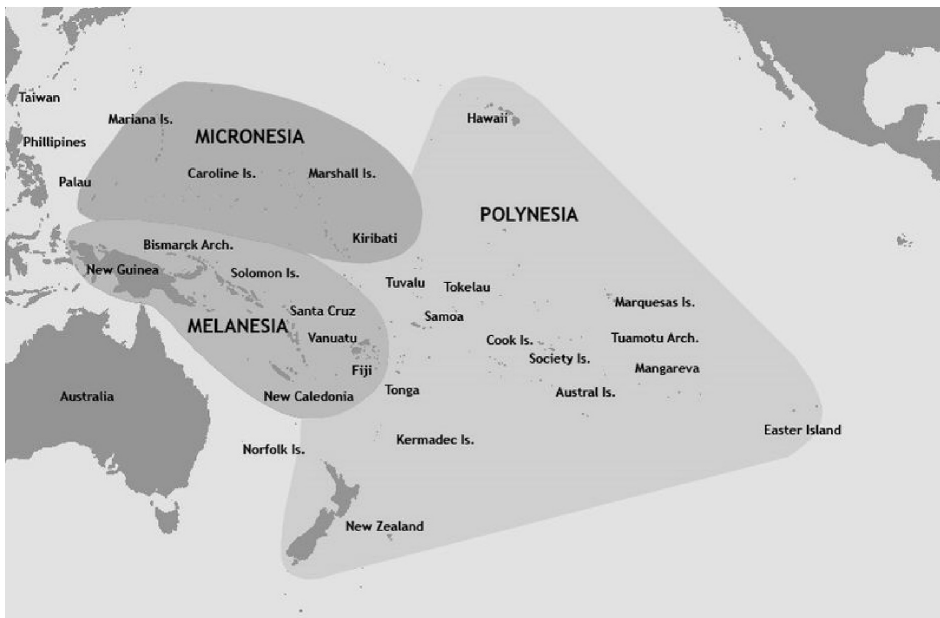 Taiwan
Mariana Is.
Hawaii
MICRONESIA
Phillipines
Caroline Is.
Marshall Is.
Palau
POLYNESIA
Kiribati
Bismarck Arch.
New Guinea
Solomon Is.
Tuvalu
Tokelau
Marquesas Is.
Santa Cruz
Samoa
MELANESIA
Vanuatu
Cook Is.
Tuamotu Arch.
Society Is.
Fiji
Mangareva
Australia
New Caledonia
Tonga
Austral Is.
Easter Island
Norfolk Is.
Kermadec Is.
New Zealand